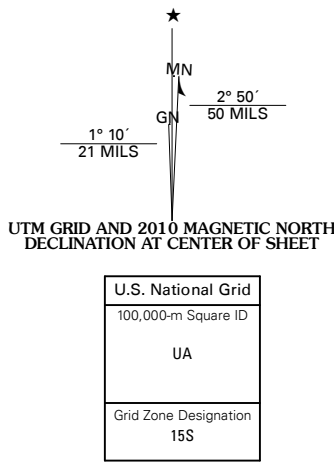 ★
MN
GN
2° 50´
50 MILS
1° 10´
21 MILS
UTM GRID AND 2010 MAGNETIC NORTH
DECLINATION AT CENTER OF SHEET
U.S. National Grid
100,000-m Square ID
UA
Grid Zone Designation
15S